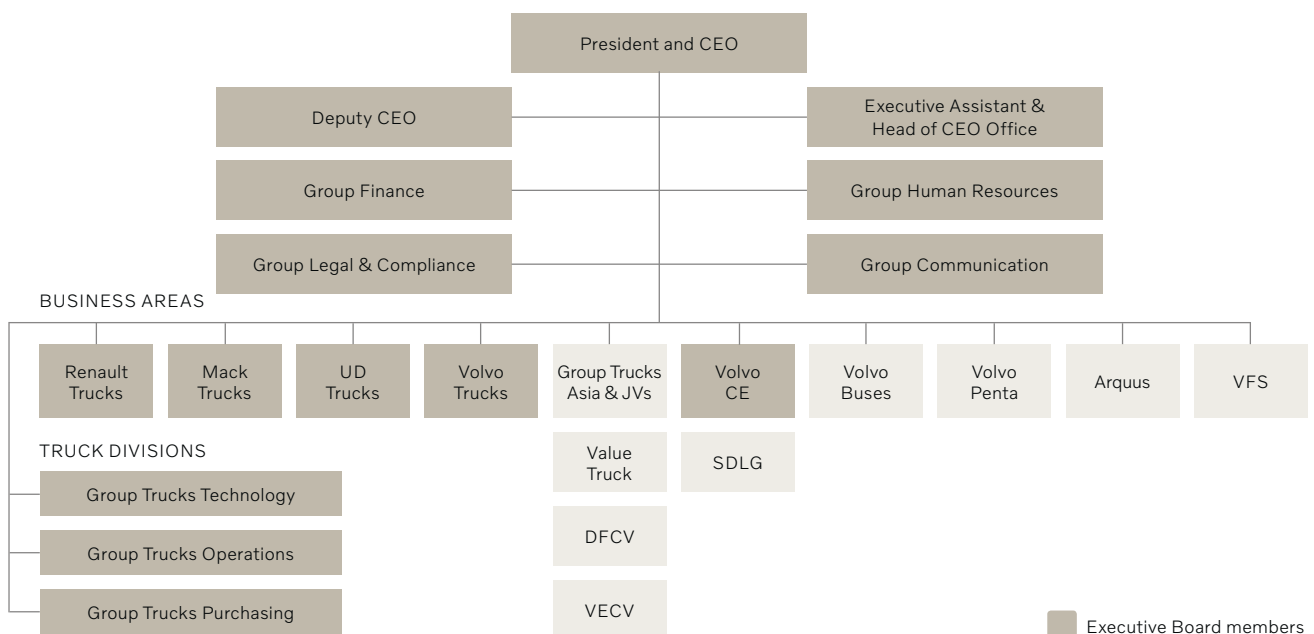 President and CEO
Deputy CEO
Executive Assistant &
Head of CEO Office
Group Finance
Group Human Resources
Group Legal & Compliance
Group Communication
BUSINESS AREAS
Renault
Trucks
Mack
Trucks
UD
Trucks
Volvo
Trucks
Group Trucks
Asia & JVs
Volvo
CE
Volvo
Buses
Volvo
Penta
Arquus
VFS
TRUCK DIVISIONS
Value
Truck
SDLG
Group Trucks Technology
DFCV
Group Trucks Operations
VECV
Group Trucks Purchasing
Executive Board members